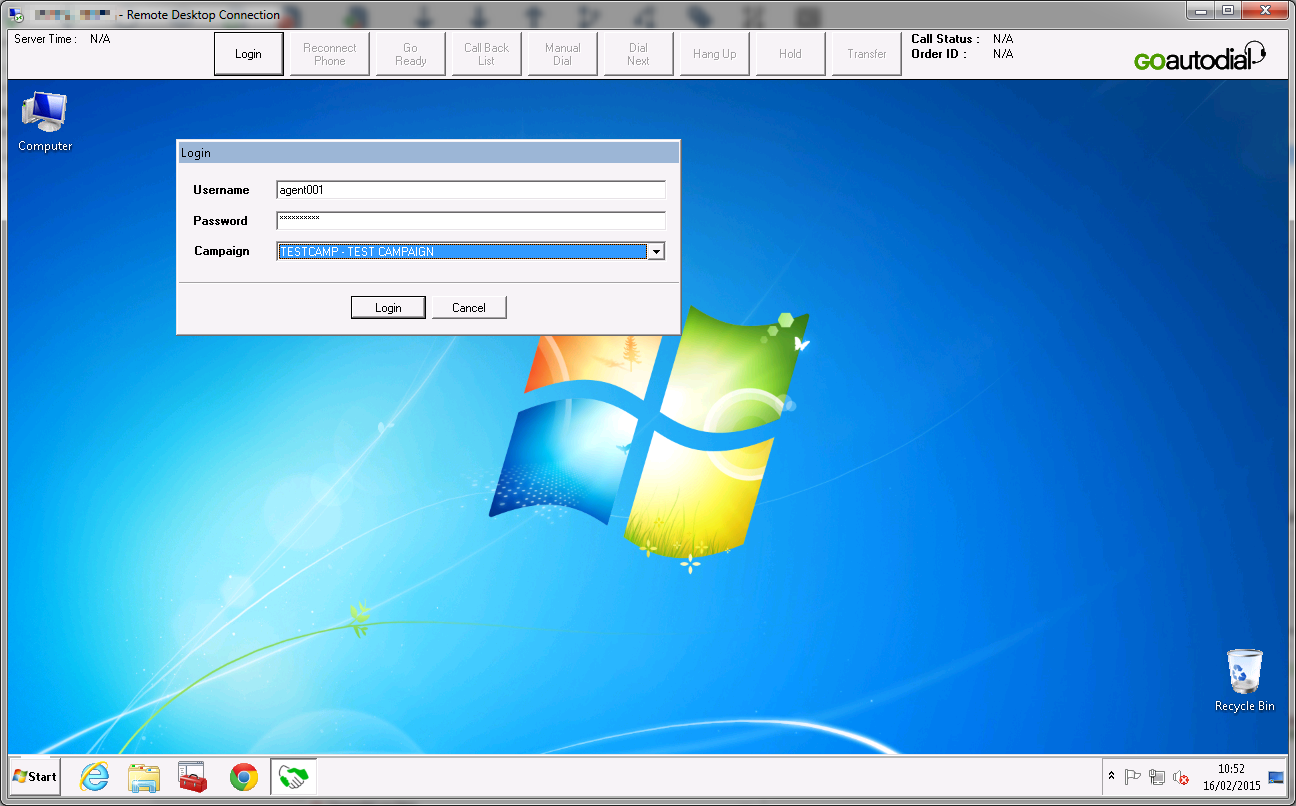 - Remote Desktop Connection
Server Time : N/A
Login
Reconnect
Phone
Go
Ready
Call Back
List
Manual
Dial
Dial
Next
Hang Up
Hold
Transfer
Call Status : N/A
Order ID : N/A
GOautodial
Computer
Login
Username agent001
Password **********
Campaign TESTCAMP - TEST CAMPAIGN
Login Cancel
Recycle Bin
Start
10:52
16/02/2015